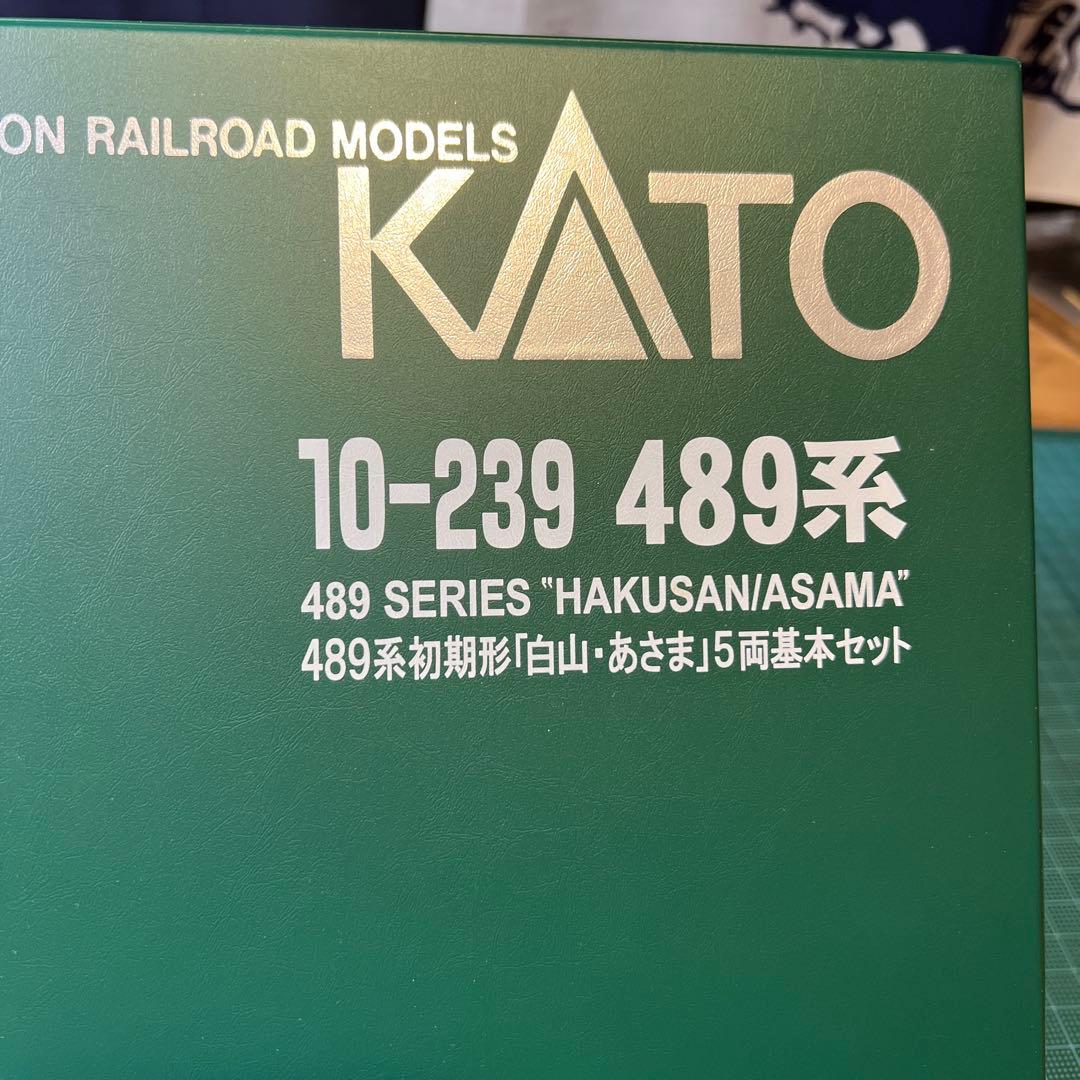 ON RAILROAD MODELS
KATO
10-239 489系
489 SERIES "HAKUSAN/ASAMA"
489系初期形「白山・あさま」5両基本セット